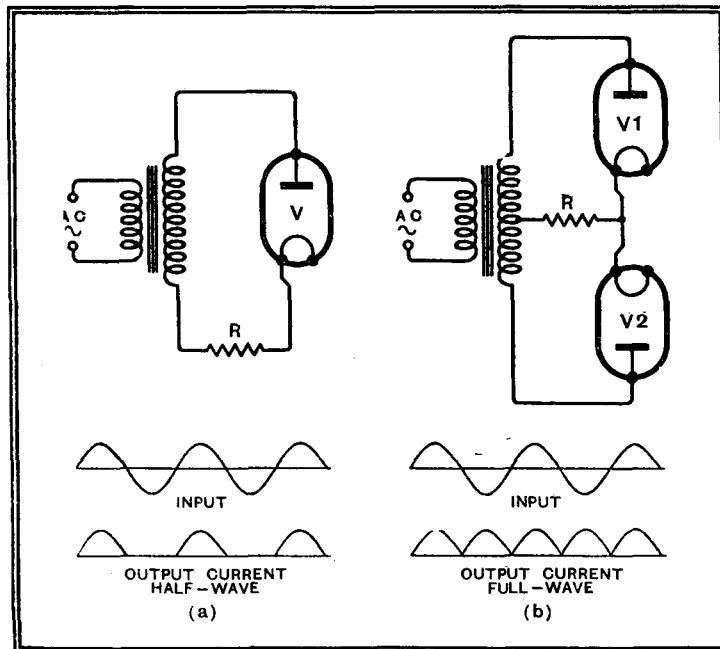 AC
~
V
R
INPUT
OUTPUT CURRENT
HALF-WAVE
(a)
AC
~
V1
R
V2
INPUT
OUTPUT CURRENT
FULL-WAVE
(b)